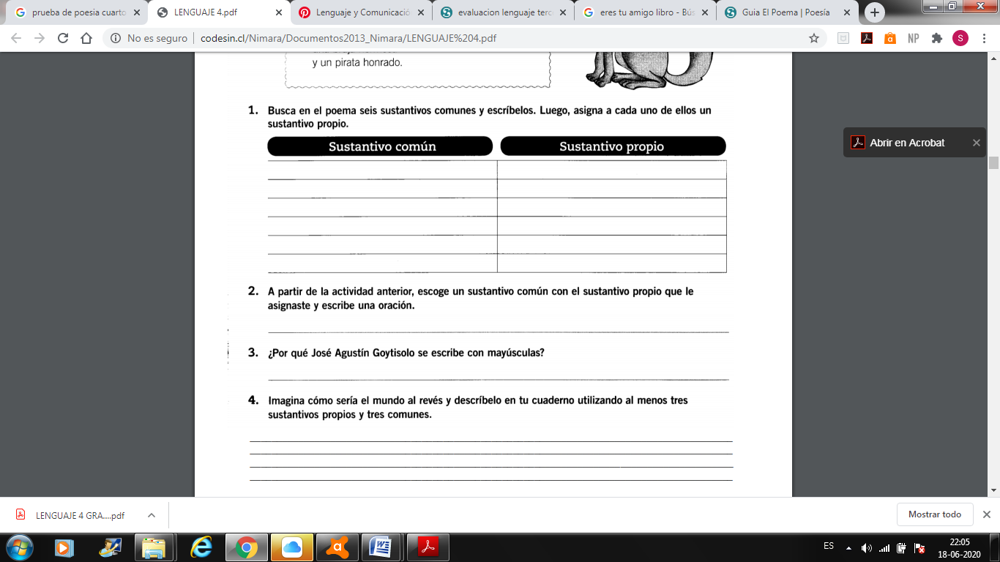 prueba de poesia cuarto
LENGUAJE 4.pdf
Lenguaje y Comunicació
evaluacion lenguaje terc
eres tu amigo libro - Bús
Guia El Poema | Poesía
No es seguro | codesin.cl/Nimara/Documentos2013_Nimara/LENGUAJE%204.pdf
NP
S
y un pirata honrado.
Abrir en Acrobat
1. Busca en el poema seis sustantivos comunes y escríbelos. Luego, asigna a cada uno de ellos un
sustantivo propio.
Sustantivo común
Sustantivo propio
2. A partir de la actividad anterior, escoge un sustantivo común con el sustantivo propio que le
asignaste y escribe una oración.
3. ¿Por qué José Agustín Goytisolo se escribe con mayúsculas?
4. Imagina cómo sería el mundo al revés y descríbelo en tu cuaderno utilizando al menos tres
sustantivos propios y tres comunes.
LENGUAJE 4 GRA....pdf
Mostrar todo
ES
22:05
18-06-2020